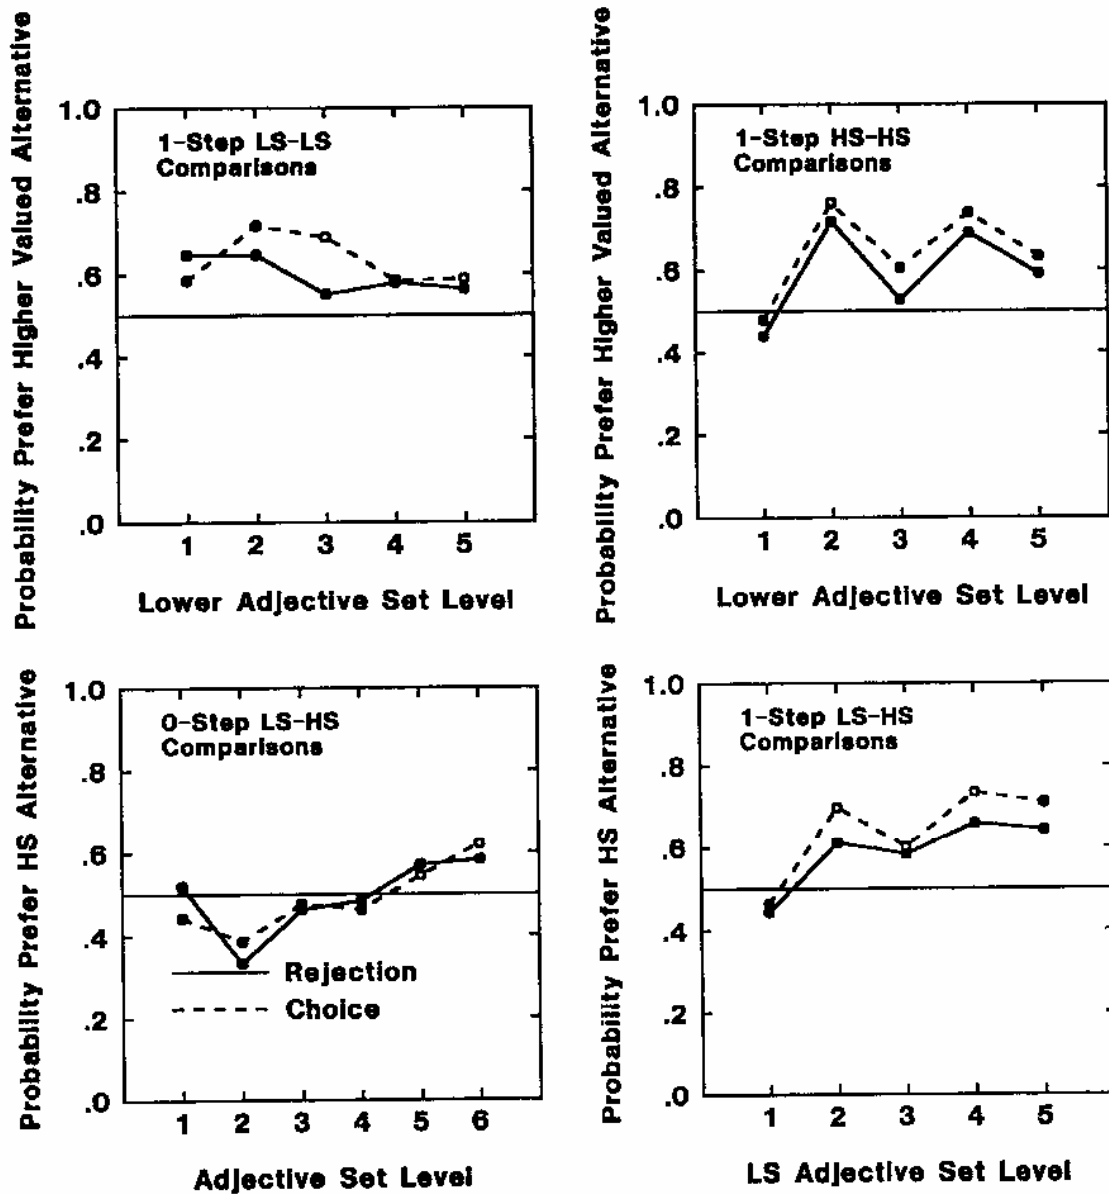 Probability Prefer Higher Valued Alternative
1.0
.8
.6
.4
.2
.0
1-Step LS-LS
Comparisons
1 2 3 4 5
Lower Adjective Set Level
Probability Prefer Higher Valued Alternative
1.0
.8
.6
.4
.2
.0
1-Step HS-HS
Comparisons
1 2 3 4 5
Lower Adjective Set Level
Probability Prefer HS Alternative
1.0
.8
.6
.4
.2
.0
0-Step LS-HS
Comparisons
Rejection
Choice
1 2 3 4 5 6
Adjective Set Level
Probability Prefer HS Alternative
1.0
.8
.6
.4
.2
.0
1-Step LS-HS
Comparisons
1 2 3 4 5
LS Adjective Set Level